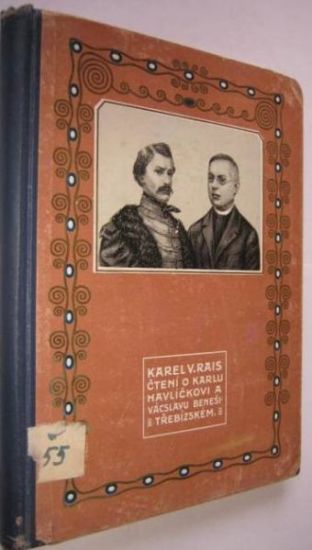 KAREL V. RAIS
ČTENÍ O KARLU
HAVLÍČKOVI A
VÁCSLAVU BENEŠI
TŘEBÍZSKÉM.
Č
55